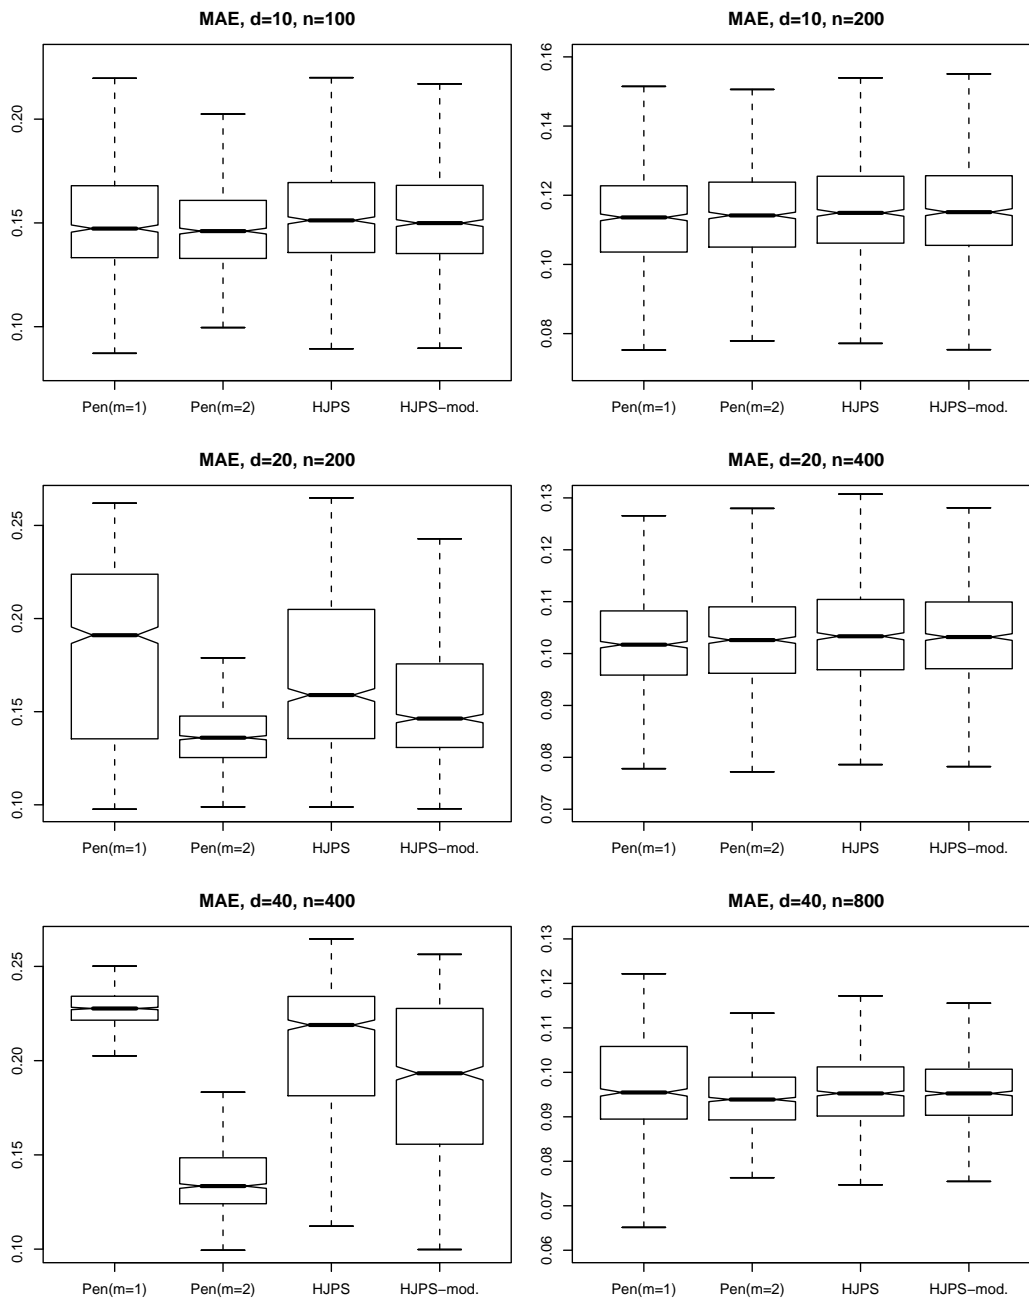 MAE, d=10, n=100
0.20
0.15
0.10
Pen(m=1) Pen(m=2) HJPS HJPS−mod.
MAE, d=10, n=200
0.16
0.14
0.12
0.10
0.08
Pen(m=1) Pen(m=2) HJPS HJPS−mod.
MAE, d=20, n=200
0.25
0.20
0.15
0.10
Pen(m=1) Pen(m=2) HJPS HJPS−mod.
MAE, d=20, n=400
0.13
0.12
0.11
0.10
0.09
0.08
0.07
Pen(m=1) Pen(m=2) HJPS HJPS−mod.
MAE, d=40, n=400
0.25
0.20
0.15
0.10
Pen(m=1) Pen(m=2) HJPS HJPS−mod.
MAE, d=40, n=800
0.13
0.12
0.11
0.10
0.09
0.08
0.07
0.06
Pen(m=1) Pen(m=2) HJPS HJPS−mod.